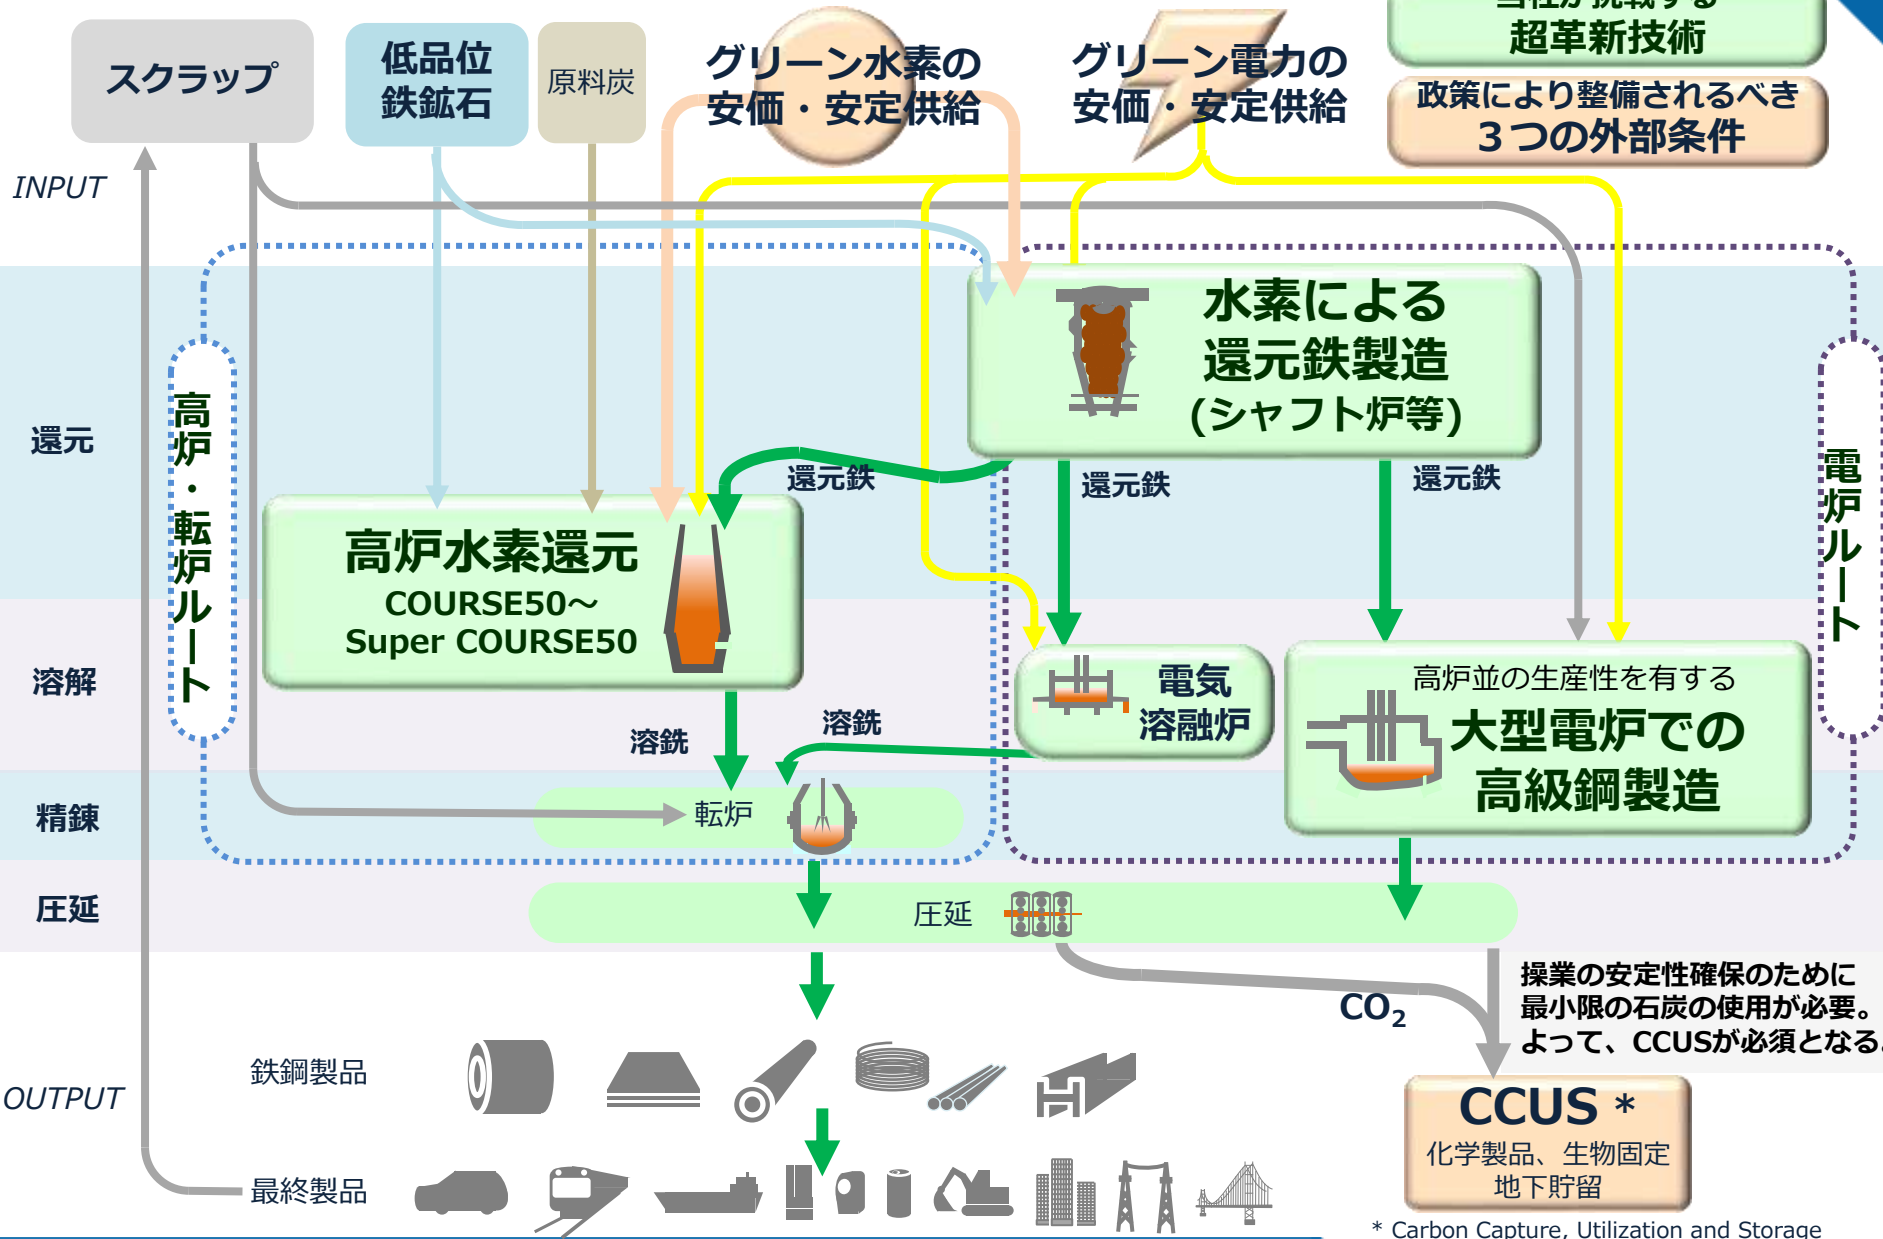 当社が挑戦する
超革新技術
政策により整備されるべき
３つの外部条件
スクラップ
低品位
鉄鉱石
原料炭
グリーン水素の
安価・安定供給
グリーン電力の
安価・安定供給
INPUT
水素による
還元鉄製造
(シャフト炉等)
還元
高炉・転炉ルート
電炉ルート
還元鉄
還元鉄
還元鉄
高炉水素還元
COURSE50～
Super COURSE50
溶解
電気
溶融炉
高炉並の生産性を有する
大型電炉での
高級鋼製造
溶銑
溶銑
精錬
転炉
圧延
圧延
CO₂
操業の安定性確保のために
最小限の石炭の使用が必要。
よって、CCUSが必須となる。
鉄鋼製品
OUTPUT
CCUS *
化学製品、生物固定
地下貯留
最終製品
* Carbon Capture, Utilization and Storage